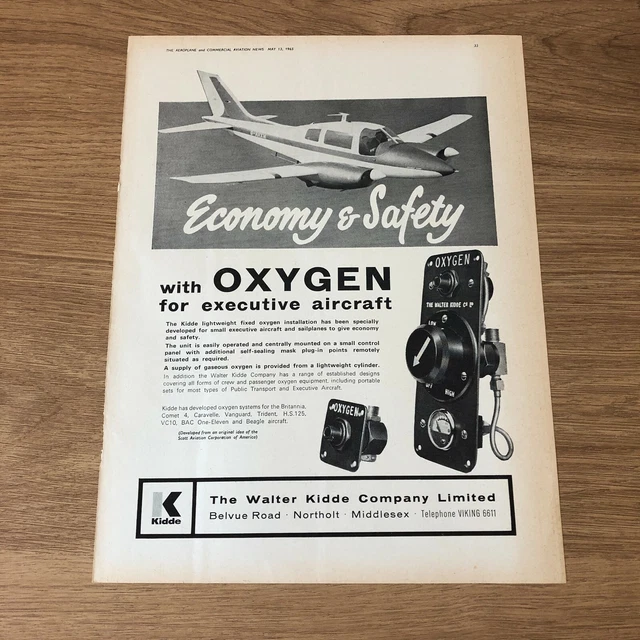 THE AEROPLANE and COMMERCIAL AVIATION NEWS MAY 13, 1965
Economy & Safety
with OXYGEN
for executive aircraft
The Kidde lightweight fixed oxygen installation has been specially
developed for small executive aircraft and sailplanes to give economy
and safety.
The unit is easily operated and centrally mounted on a small control
panel with additional self-sealing mask plug-in points remotely
situated as required.
A supply of gaseous oxygen is provided from a lightweight cylinder.
In addition the Walter Kidde Company has a range of established designs
covering all forms of crew and passenger oxygen equipment, including portable
sets for most types of Public Transport and Executive Aircraft.
Kidde has developed oxygen systems for the Britannia,
Comet 4, Caravelle, Vanguard, Trident, H.S.125,
VC10, BAC One-Eleven and Beagle aircraft.
(Developed from an original idea of the
Scott Aviation Corporation of America)
OXYGEN
OXYGEN
THE WALTER KIDDE CO LTD
LOW
OFF
HIGH
K
Kidde
The Walter Kidde Company Limited
Belvue Road · Northolt · Middlesex · Telephone VIKING 6611